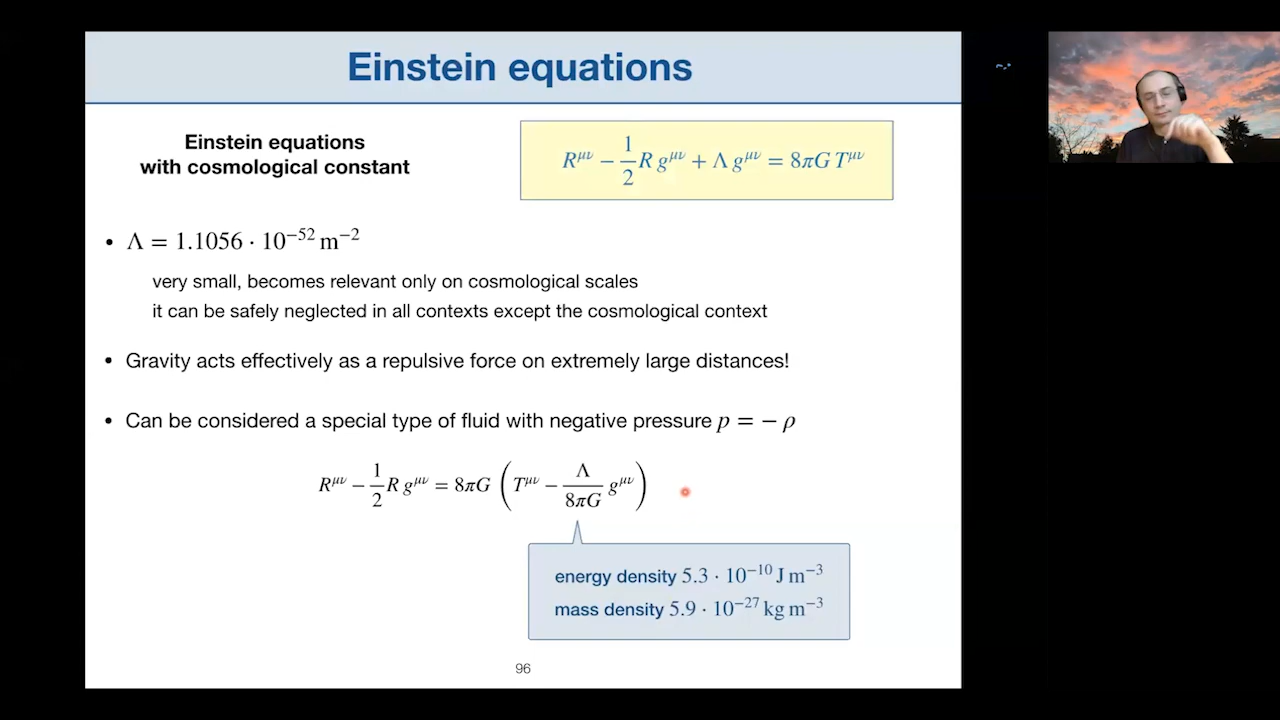 Einstein equations
Einstein equations
with cosmological constant
R^{μν} − 1/2 R g^{μν} + Λ g^{μν} = 8πG T^{μν}
• Λ = 1.1056 · 10^{−52} m^{−2}
very small, becomes relevant only on cosmological scales
it can be safely neglected in all contexts except the cosmological context
• Gravity acts effectively as a repulsive force on extremely large distances!
• Can be considered a special type of fluid with negative pressure p = − ρ
R^{μν} − 1/2 R g^{μν} = 8πG (T^{μν} − Λ/8πG g^{μν})
energy density 5.3 · 10^{−10} J m^{−3}
mass density 5.9 · 10^{−27} kg m^{−3}
96